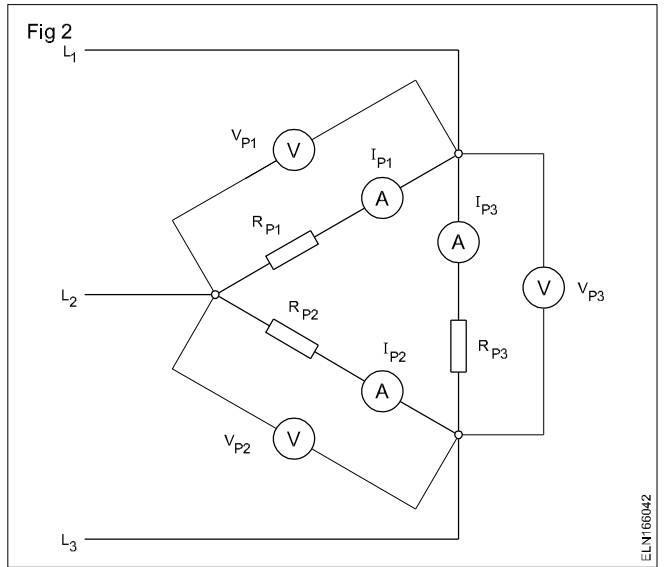 Fig 2
L1
VP1
V
IP1
A
RP1
IP3
A
L2
V
VP3
RP2
IP2
RP3
A
V
VP2
L3
ELN166042